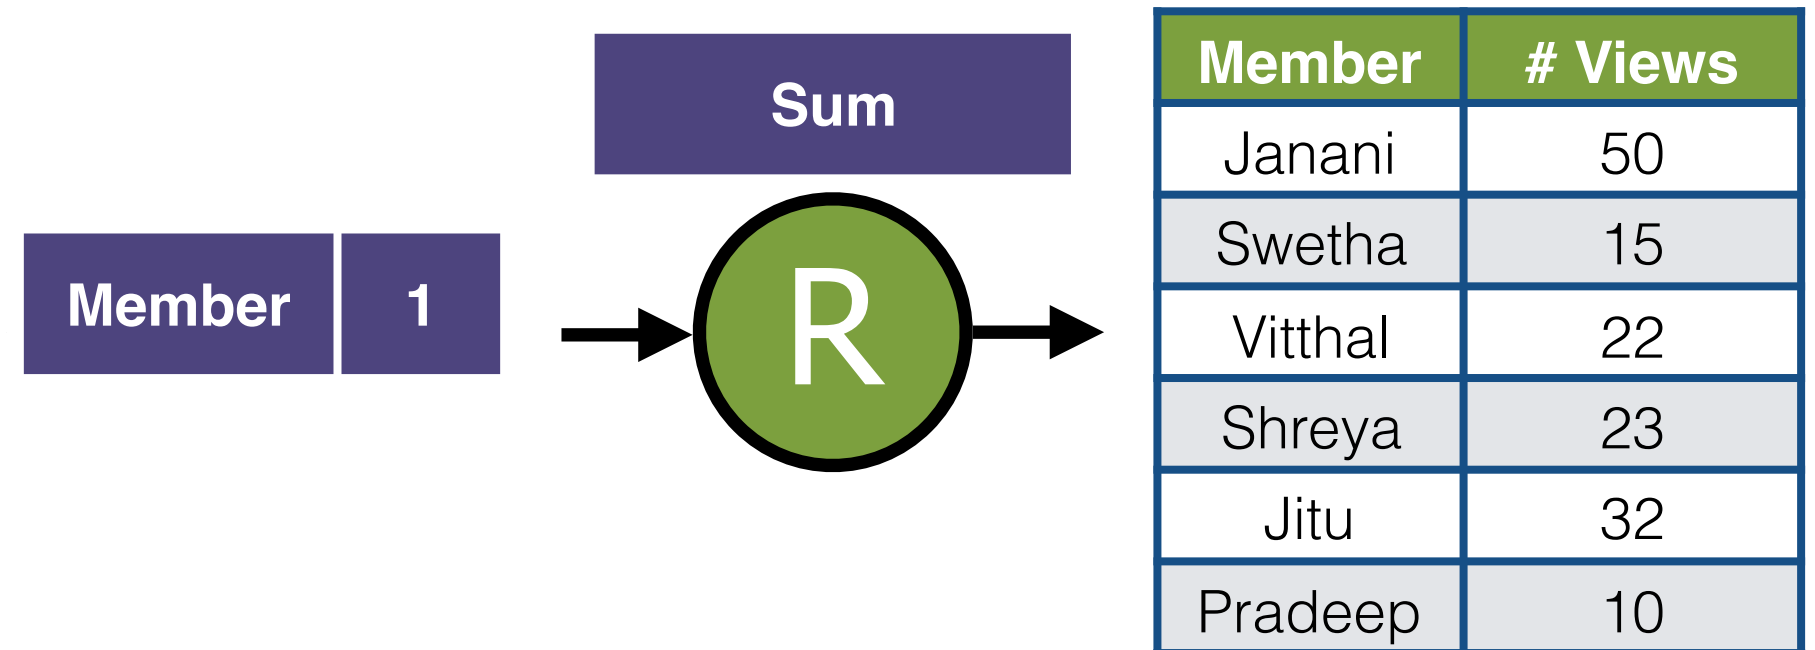 Sum
Member 1
R
Member # Views
Janani 50
Swetha 15
Vitthal 22
Shreya 23
Jitu 32
Pradeep 10